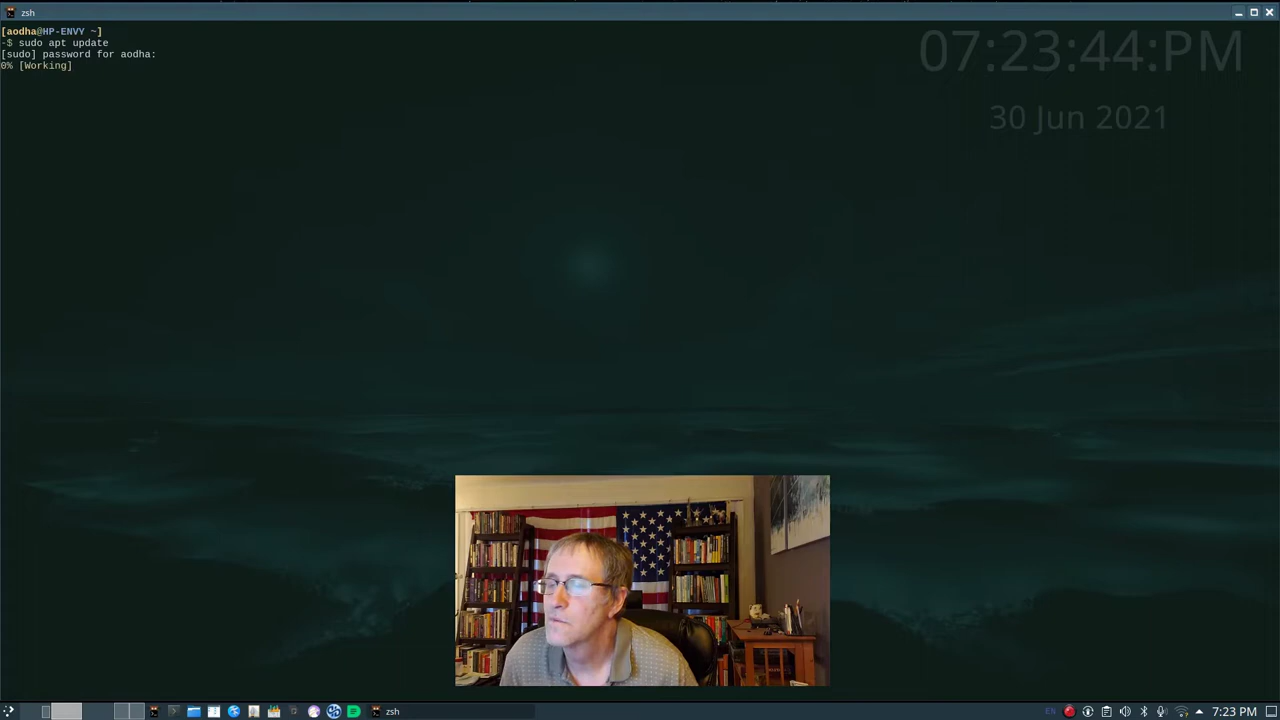 zsh
[aodha@HP-ENVY ~]
-$ sudo apt update
[sudo] password for aodha:
0% [Working]
07:23:44:PM
30 Jun 2021
zsh
EN
7:23 PM